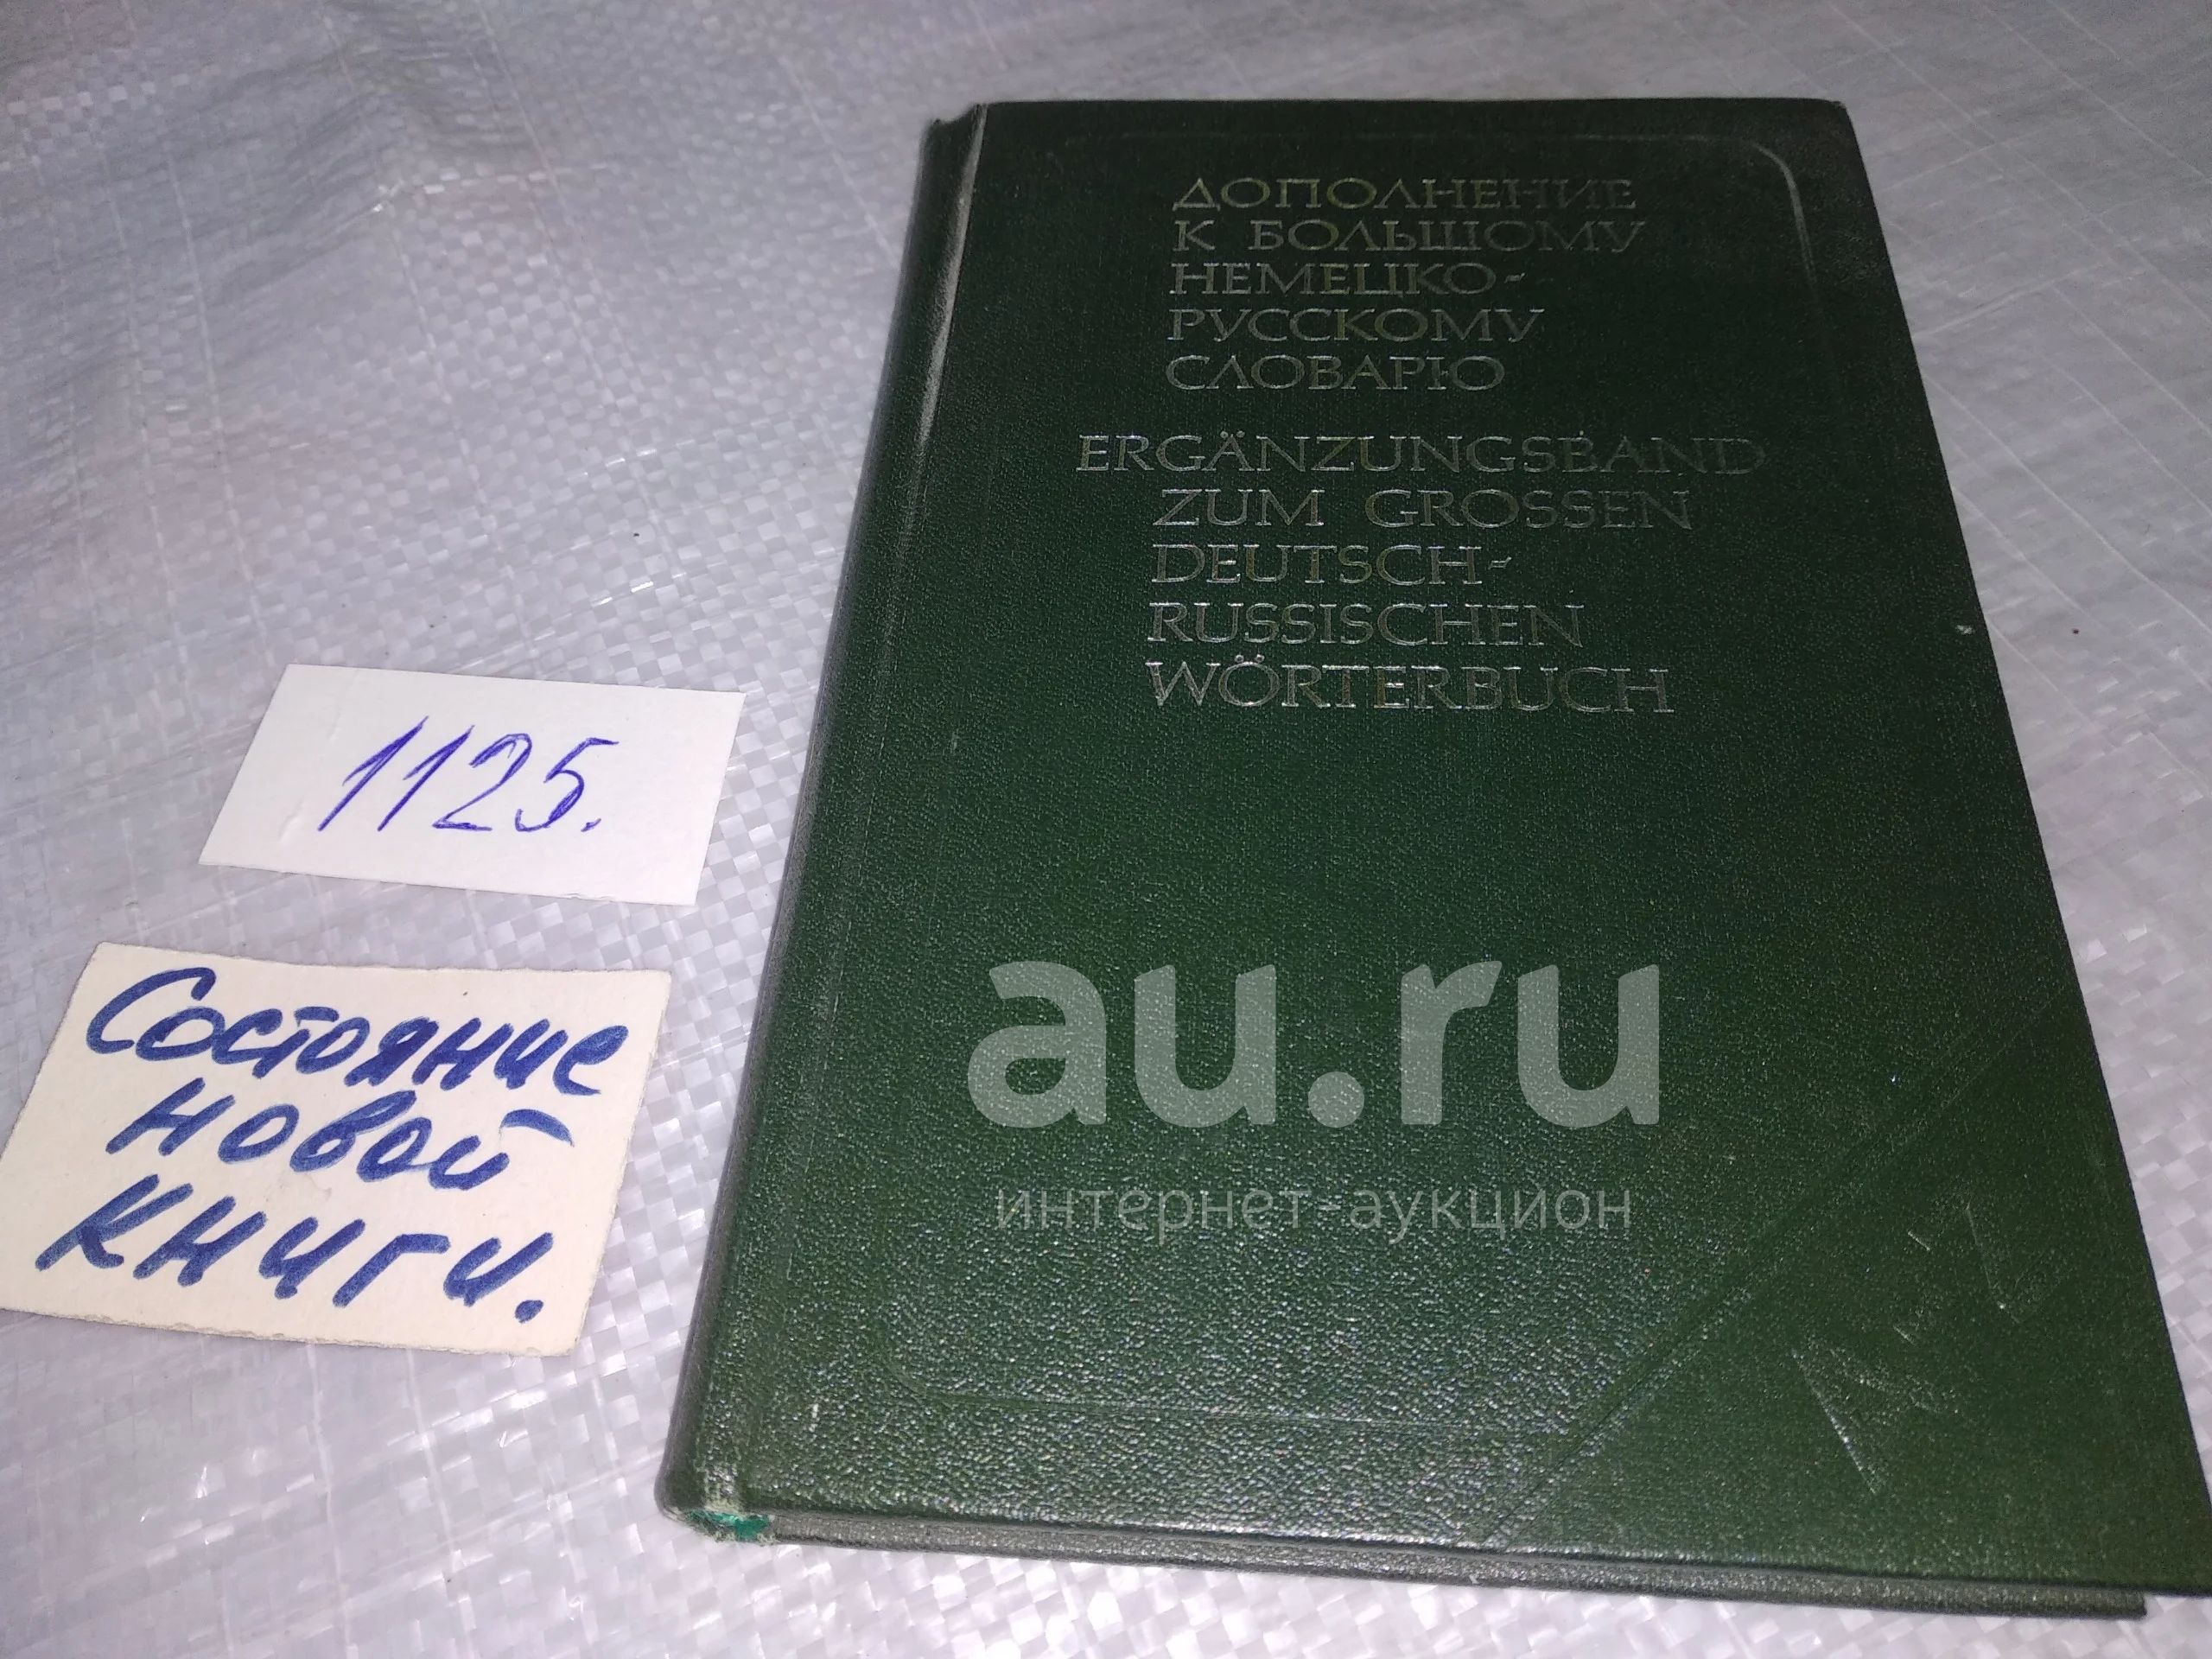 ДОПОЛНЕНИЕ
К БОЛЬШОМУ
НЕМЕЦКО-
РУССКОМУ
СЛОВАРЮ
ERGÄNZUNGSBAND
ZUM GROSSEN
DEUTSCH-
RUSSISCHEN
WÖRTERBUCH
1125.
Состояние
новой
книги.
au.ru
интернет-аукцион